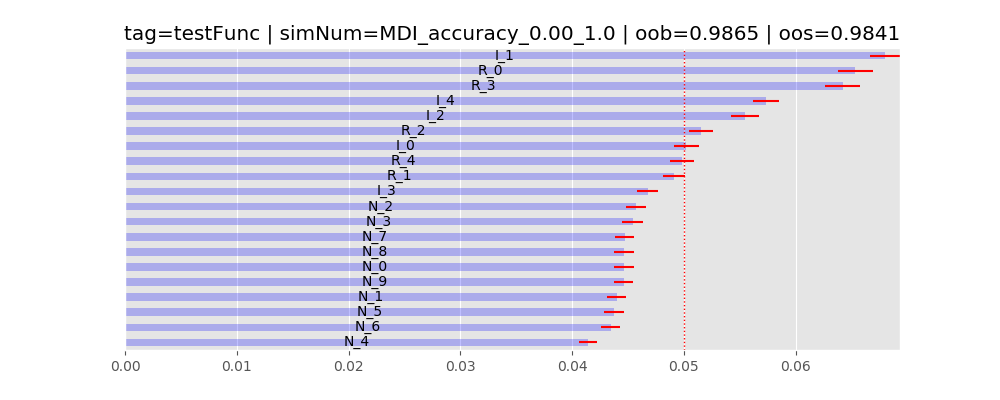 tag=testFunc | simNum=MDI_accuracy_0.00_1.0 | oob=0.9865 | oos=0.9841
I_1
R_0
R_3
I_4
I_2
R_2
I_0
R_4
R_1
I_3
N_2
N_3
N_7
N_8
N_0
N_9
N_1
N_5
N_6
N_4
0.00 0.01 0.02 0.03 0.04 0.05 0.06